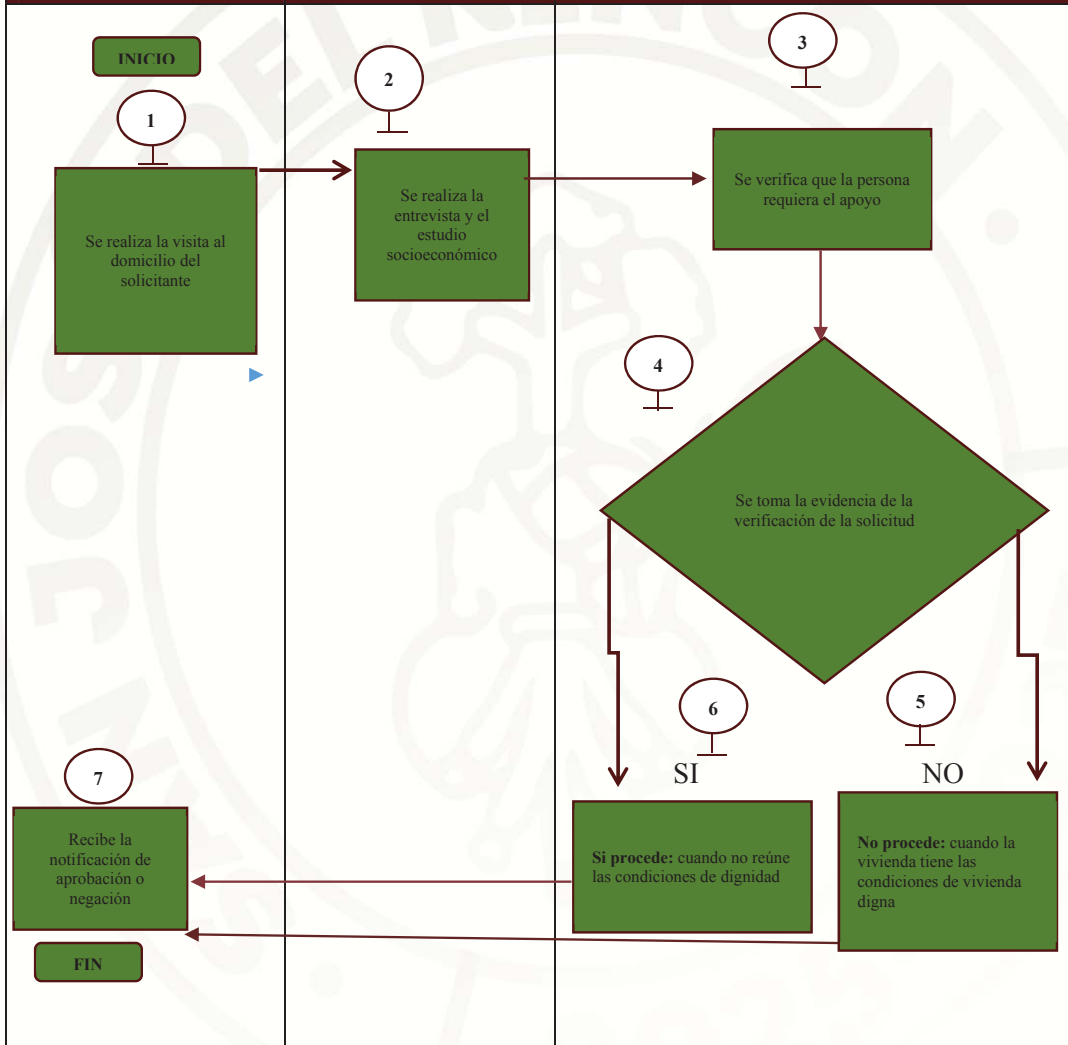 INICIO
1
Se realiza la visita al
domicilio del
solicitante
2
Se realiza la
entrevista y el
estudio
socioeconómico
3
Se verifica que la persona
requiera el apoyo
4
Se toma la evidencia de la
verificación de la solicitud
6
SI
Si procede: cuando no reúne
las condiciones de dignidad
5
NO
No procede: cuando la
vivienda tiene las
condiciones de vivienda
digna
7
Recibe la
notificación de
aprobación o
negación
FIN